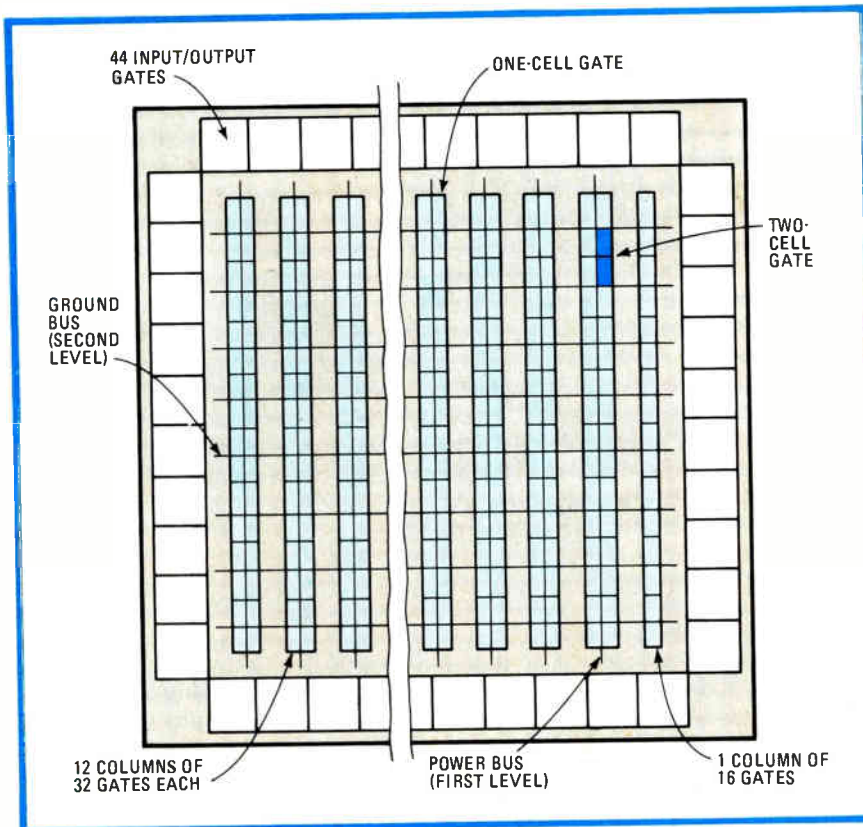 44 INPUT/OUTPUT
GATES
ONE-CELL GATE
TWO-
CELL
GATE
GROUND
BUS
(SECOND
LEVEL)
12 COLUMNS OF
32 GATES EACH
POWER BUS
(FIRST LEVEL)
1 COLUMN OF
16 GATES